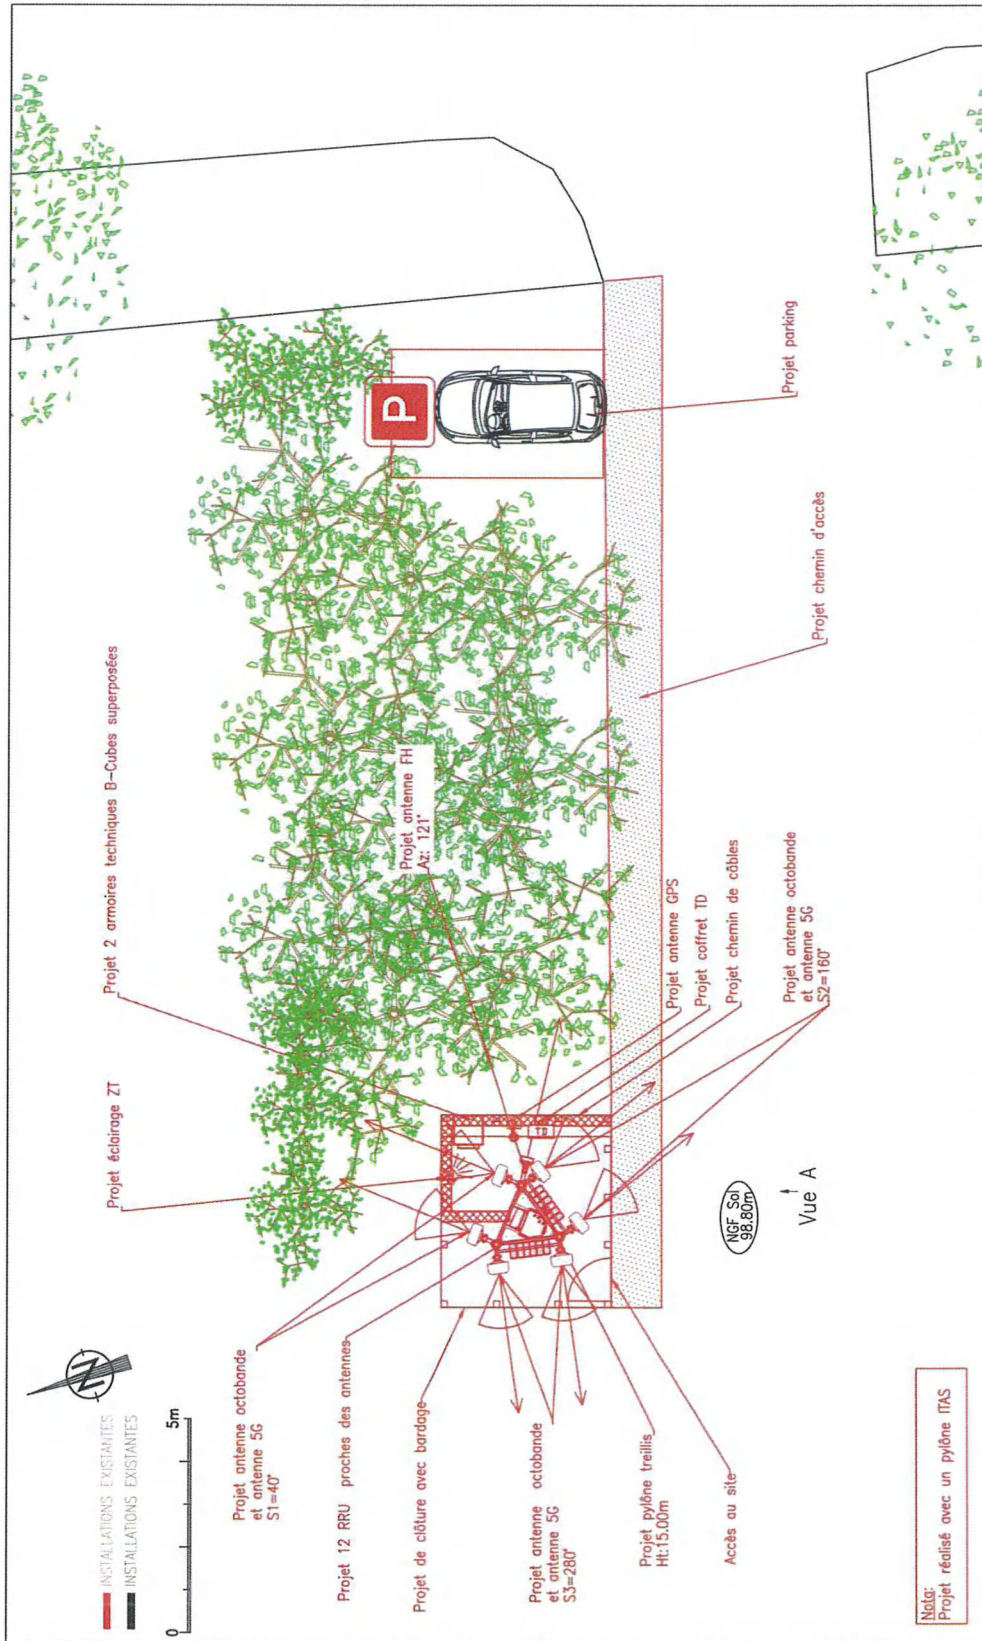 INSTALLATIONS EXISTANTES
INSTALLATIONS EXISTANTES
0
5m
N
Projet éclairage ZT
Projet 2 armoires techniques B-Cubes superposées
Projet antenne octobande
et antenne 5G
S1=40°
Projet 12 RRU proches des antennes
Projet de clôture avec bardage
Projet antenne octobande
et antenne 5G
S3=280°
Projet pylône treillis
Ht:15.00m
Accès au site
TD
Projet antenne FH
Az: 121°
P
Projet antenne GPS
Projet coffret TD
Projet chemin de câbles
Projet antenne octobande
et antenne 5G
S2=160°
Projet chemin d'accès
Projet parking
NGF Sol
98.80m
Vue A
Nota:
Projet réalisé avec un pylône ITAS